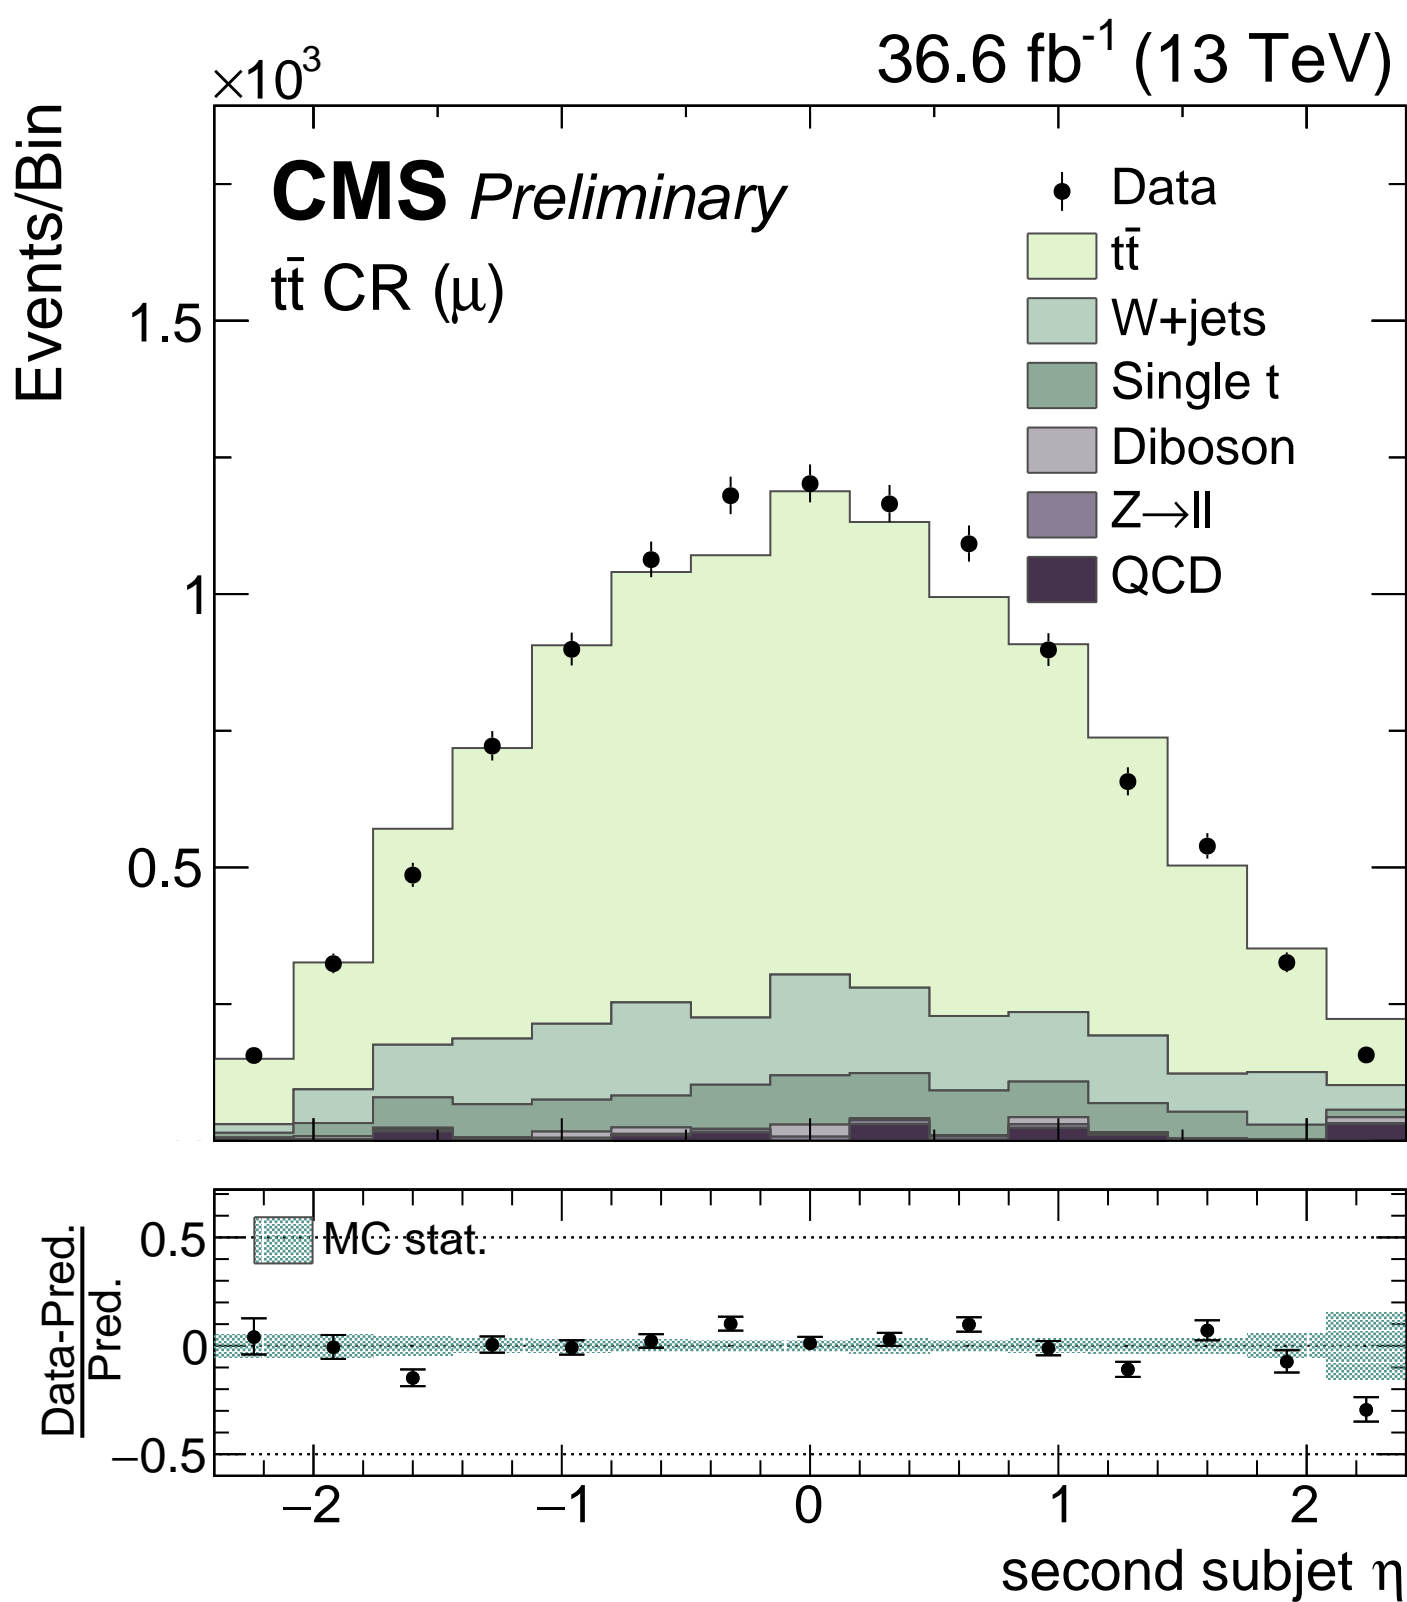 ×10³
36.6 fb⁻¹ (13 TeV)
Events/Bin
CMS Preliminary
tt̄ CR (μ)
Data
tt̄
W+jets
Single t
Diboson
Z→ll
QCD
1.5
1
0.5
Data-Pred.
Pred.
MC stat.
0.5
0
−0.5
−2 −1 0 1 2
second subjet η